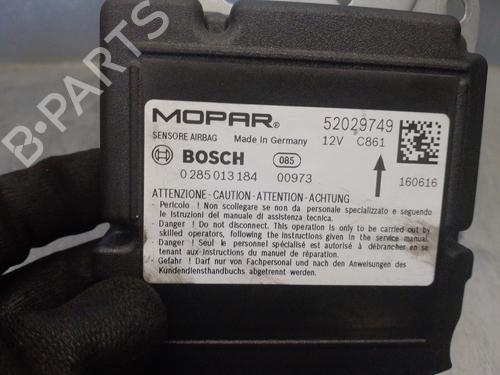 B-PARTS
MOPAR®
52029749
SENSORE AIRBAG Made in Germany 12V C861
BOSCH 085
0 285 013 184 00973 160616
ATTENZIONE-CAUTION-ATTENTION-ACHTUNG
- Pericolo ! Non scollegare se non da personale specializzato e seguendo
le istruzioni del manuale di assistenza tecnica.
- Danger ! Do not disconnect. This operation is only to be carried out by
skilled operators, following the instructions given in the service manual.
- Danger ! Seul le personnel spécialisé est autorisé à débrancher en se
tenant aux instructions du manuel de réparation.
- Gefahr ! Darf nur von Fachpersonal und nach den Anweisungen des
Kundendiensthandbuchs abgetrennt werden.